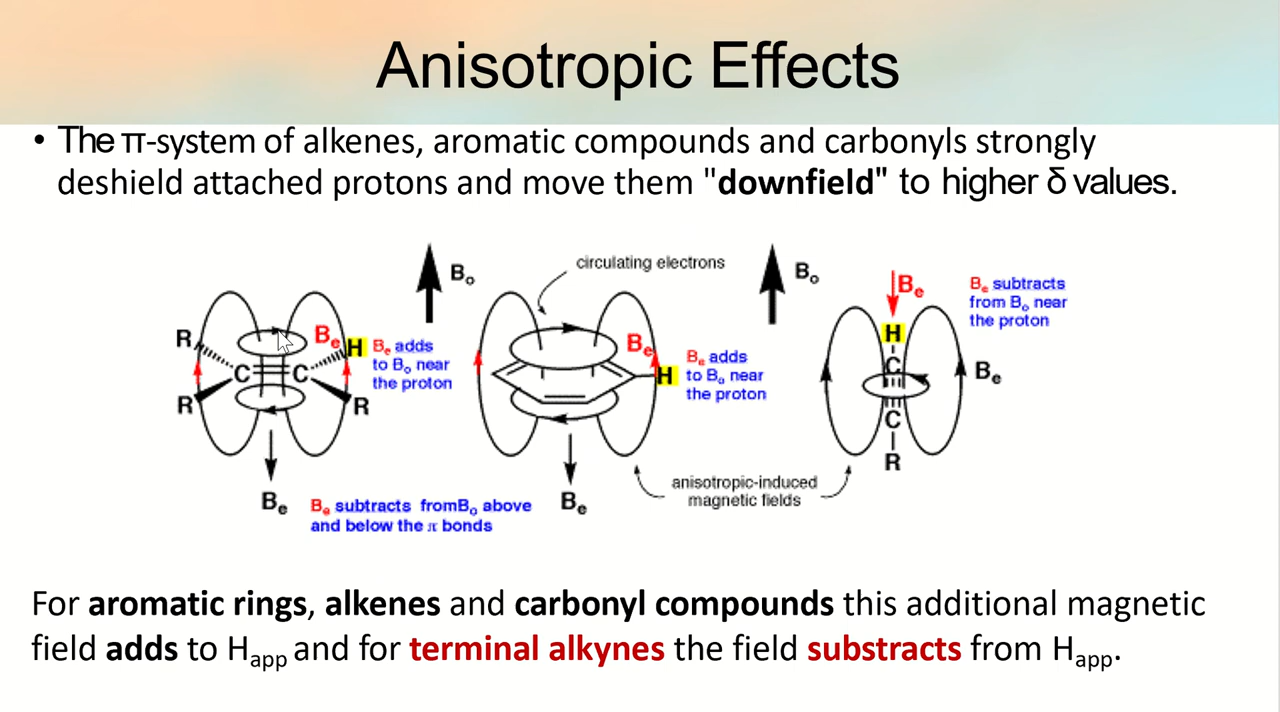 Anisotropic Effects
• The π-system of alkenes, aromatic compounds and carbonyls strongly
deshield attached protons and move them "downfield" to higher δ values.
R
R
C
C
Be
H
R
Be adds
to Bo near
the proton
Be
Bo
circulating electrons
Be
H
Be adds
to Bo near
the proton
Be
Be subtracts fromBo above
and below the π bonds
Bo
Be
H
C
C
R
Be
Be subtracts
from Bo near
the proton
anisotropic-induced
magnetic fields
For aromatic rings, alkenes and carbonyl compounds this additional magnetic
field adds to Happ and for terminal alkynes the field substracts from Happ.